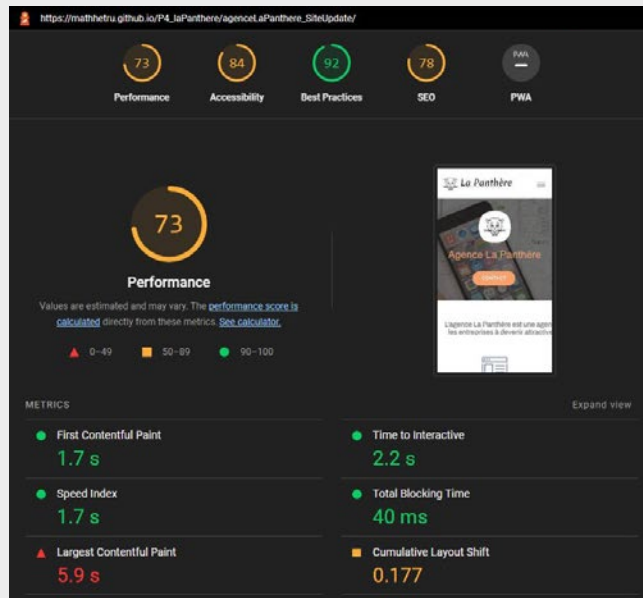 https://mathhetru.github.io/P4_laPanthere/agenceLaPanthere_SiteUpdate/
73
84
92
78
PWA
Performance
Accessibility
Best Practices
SEO
PWA
73
Performance
Values are estimated and may vary. The performance score is
calculated directly from these metrics. See calculator.
0–49
50–89
90–100
La Panthère
Agence La Panthère
CONTACT
L'agence La Panthère est une agen
les entreprises à devenir attractive
METRICS
Expand view
First Contentful Paint
1.7 s
Time to Interactive
2.2 s
Speed Index
1.7 s
Total Blocking Time
40 ms
Largest Contentful Paint
5.9 s
Cumulative Layout Shift
0.177